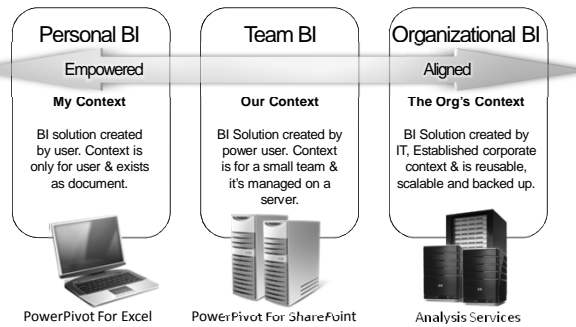 Personal BI
Team BI
Organizational BI
Empowered
Aligned
My Context
BI solution created
by user. Context is
only for user & exists
as document.
Our Context
BI Solution created by
power user. Context
is for a small team &
it's managed on a
server.
The Org's Context
BI Solution created by
IT, Established corporate
context & is reusable,
scalable and backed up.
PowerPivot For Excel
PowerPivot For SharePoint
Analysis Services